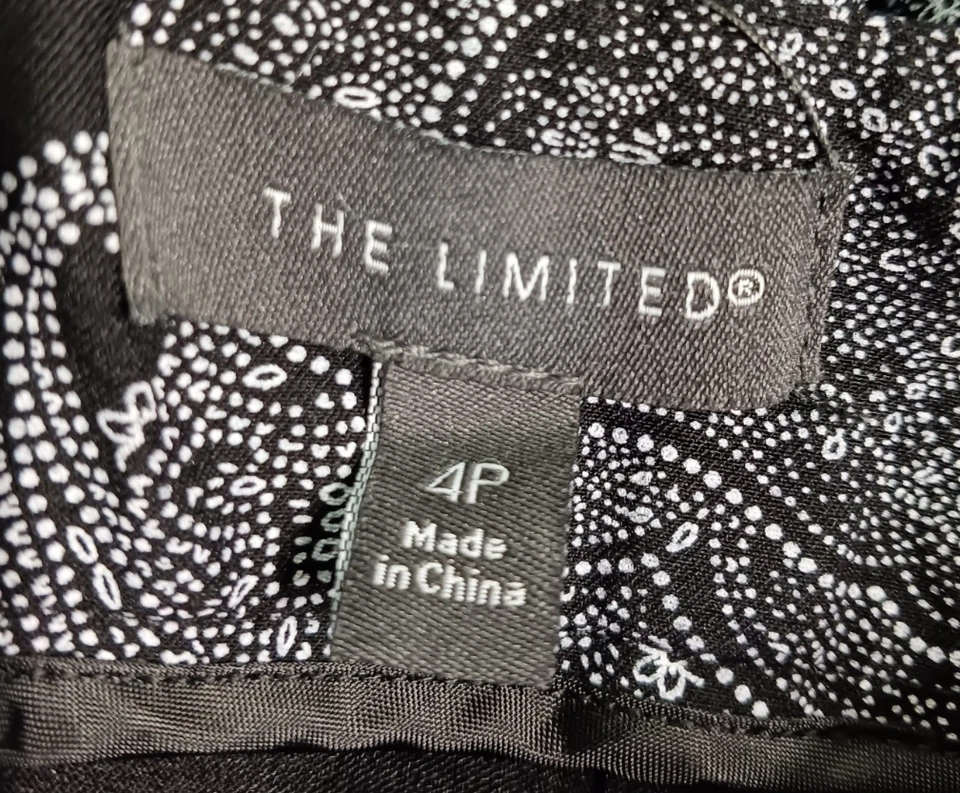 THE LIMITED®
4P
Made
in China